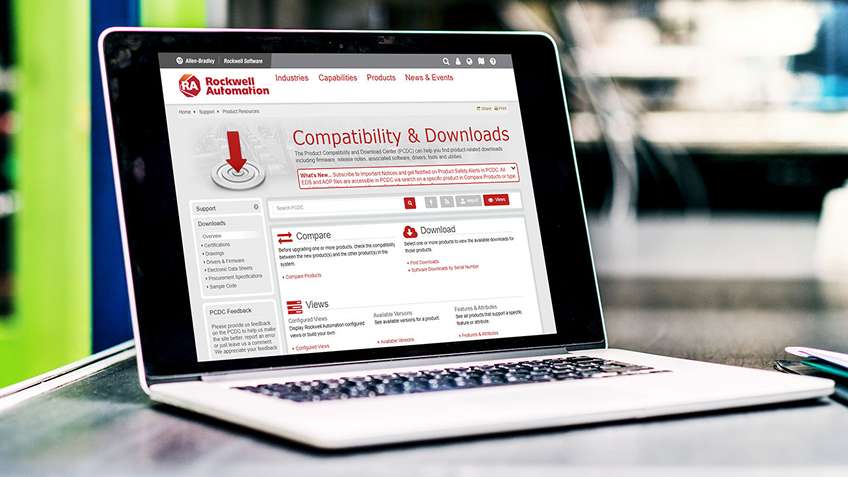 Allen-Bradley Rockwell Software
RA Rockwell Automation
Industries Capabilities Products News & Events
Home Support Product Resources
Share Print
Compatibility & Downloads
The Product Compatibility and Download Center (PCDC) can help you find product-related downloads
including firmware, release notes, associated software, drivers, tools and utilities.
What's New... Subscribe to Important Notices and get Notified on Product Safety Alerts in PCDC
EDS and AOP files are accessible in PCDC via search on a specific product in Compare Products or
Support
Downloads
Overview
Certifications
Drawings
Drivers & Firmware
Electronic Data Sheets
Procurement Specifications
Sample Code
PCDC Feedback
Please provide us feedback
on the PCDC to help us make
the site better, report an error
or just leave us a comment.
We appreciate your feedback
Search PCDC
Views
Compare
Before upgrading one or more products, check the compatibility
between the new product(s) and the other product(s) in the
system.
Compare Products
Download
Select one or more products to view the available downloads for
those products
Find Downloads
Software Downloads by Serial Number
Views
Configured Views
Display Rockwell Automation configured
views or build your own
Configured Views
Available Versions
See available versions for a product
Available Versions
Features & Attributes
See all products that support a specific
feature or attribute
Features & Attributes